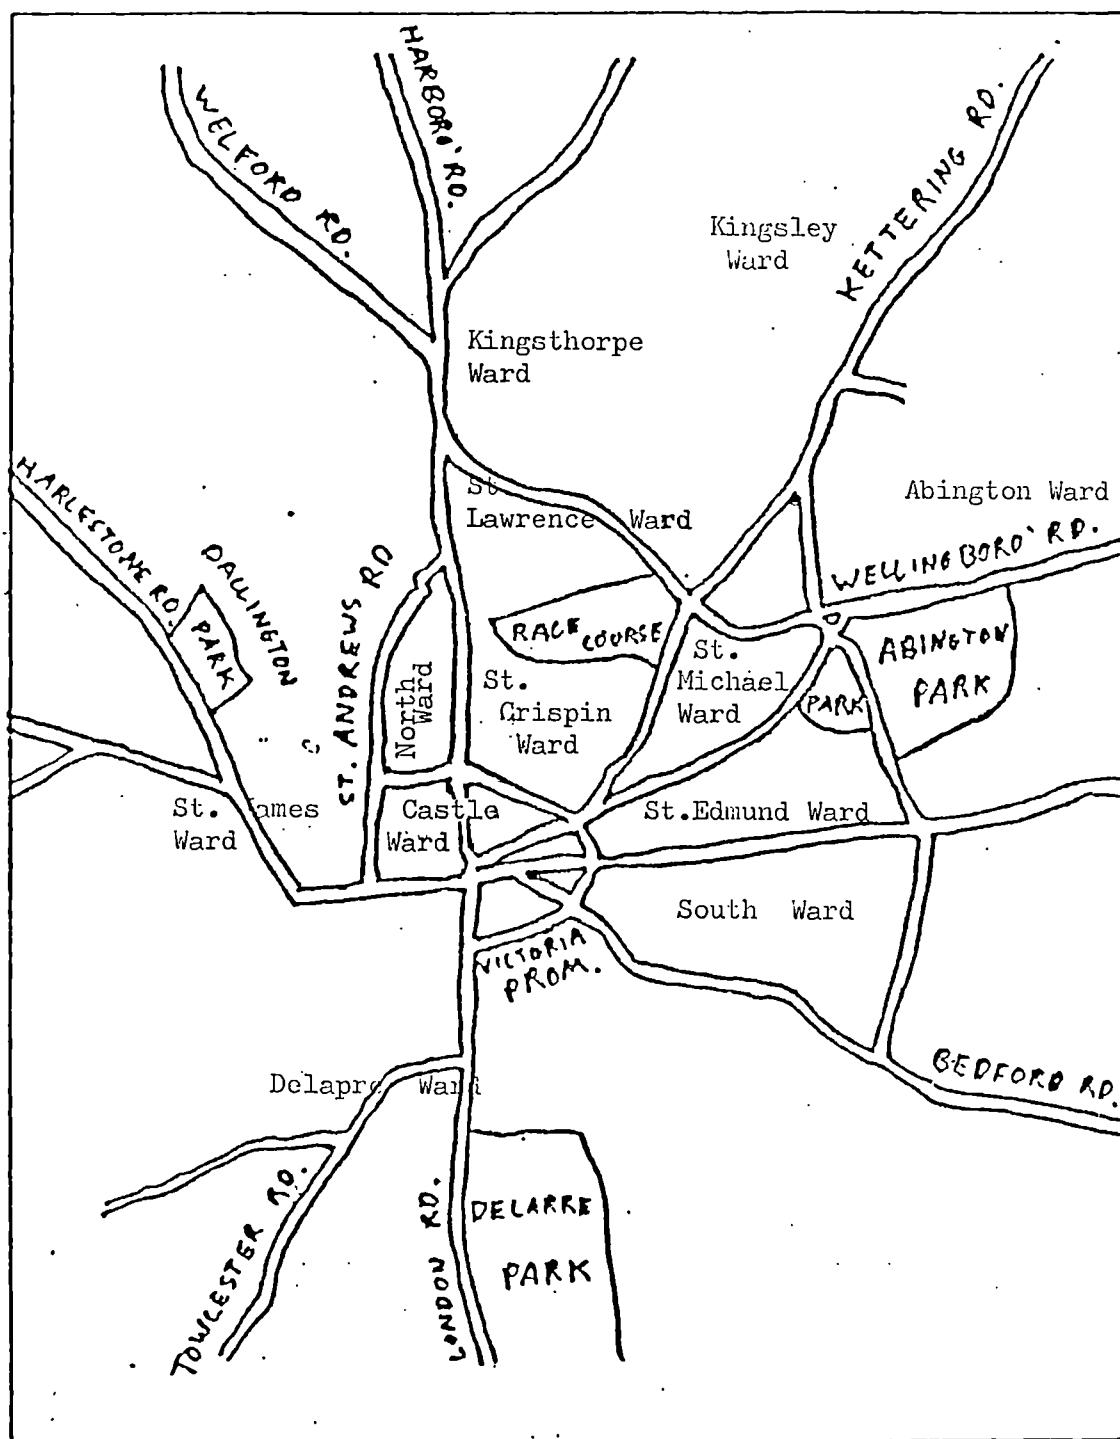 HARBORO' RD.
WELFORD RD.
KETTERING RD.
Kingsley
Ward
Kingsthorpe
Ward
HARLESTONE RD.
St.
Lawrence Ward
Abington Ward
WELLINGBORO' RD.
DALLINGTON
PARK
ST. ANDREWS RD
RACE COURSE
ABINGTON
PARK
North
Ward
St.
Crispin
Ward
St.
Michael
Ward
PARK
St. James
Ward
Castle
Ward
St.Edmund Ward
South Ward
VICTORIA
PROM.
Delapre Ward
BEDFORD RD.
TOWCESTER RD.
LONDON RD.
DELARRE
PARK